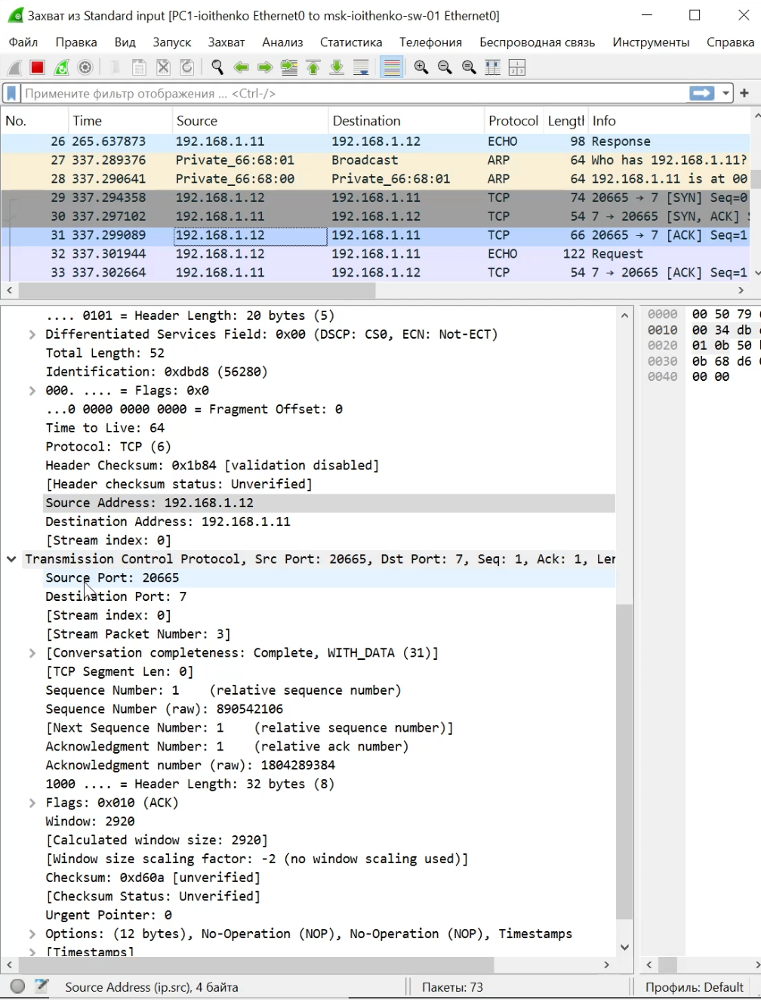 Захват из Standard input [PC1-ioithenko Ethernet0 to msk-ioithenko-sw-01 Ethernet0]
Файл Правка Вид Запуск Захват Анализ Статистика Телефония Беспроводная связь Инструменты Справка
Примените фильтр отображения ... <Ctrl-/>
No. Time Source Destination Protocol Lengtl Info
26 265.637873 192.168.1.11 192.168.1.12 ECHO 98 Response
27 337.289376 Private_66:68:01 Broadcast ARP 64 Who has 192.168.1.11?
28 337.290641 Private_66:68:00 Private_66:68:01 ARP 64 192.168.1.11 is at 00
29 337.294358 192.168.1.12 192.168.1.11 TCP 74 20665 → 7 [SYN] Seq=0
30 337.297102 192.168.1.11 192.168.1.12 TCP 54 7 → 20665 [SYN, ACK]
31 337.299089 192.168.1.12 192.168.1.11 TCP 66 20665 → 7 [ACK] Seq=1
32 337.301944 192.168.1.12 192.168.1.11 ECHO 122 Request
33 337.302664 192.168.1.11 192.168.1.12 TCP 54 7 → 20665 [ACK] Seq=1
.... 0101 = Header Length: 20 bytes (5)
Differentiated Services Field: 0x00 (DSCP: CS0, ECN: Not-ECT)
Total Length: 52
Identification: 0xdbd8 (56280)
000. .... = Flags: 0x0
...0 0000 0000 0000 = Fragment Offset: 0
Time to Live: 64
Protocol: TCP (6)
Header Checksum: 0x1b84 [validation disabled]
[Header checksum status: Unverified]
Source Address: 192.168.1.12
Destination Address: 192.168.1.11
[Stream index: 0]
Transmission Control Protocol, Src Port: 20665, Dst Port: 7, Seq: 1, Ack: 1, Ler
Source Port: 20665
Destination Port: 7
[Stream index: 0]
[Stream Packet Number: 3]
[Conversation completeness: Complete, WITH_DATA (31)]
[TCP Segment Len: 0]
Sequence Number: 1 (relative sequence number)
Sequence Number (raw): 890542106
[Next Sequence Number: 1 (relative sequence number)]
Acknowledgment Number: 1 (relative ack number)
Acknowledgment number (raw): 1804289384
1000 .... = Header Length: 32 bytes (8)
Flags: 0x010 (ACK)
Window: 2920
[Calculated window size: 2920]
[Window size scaling factor: -2 (no window scaling used)]
Checksum: 0xd60a [unverified]
[Checksum Status: Unverified]
Urgent Pointer: 0
Options: (12 bytes), No-Operation (NOP), No-Operation (NOP), Timestamps
[Timestamps]
0000 00 50 79
0010 00 34 db
0020 01 0b 50
0030 0b 68 d6
0040 00 00
Source Address (ip.src), 4 байта Пакеты: 73 Профиль: Default